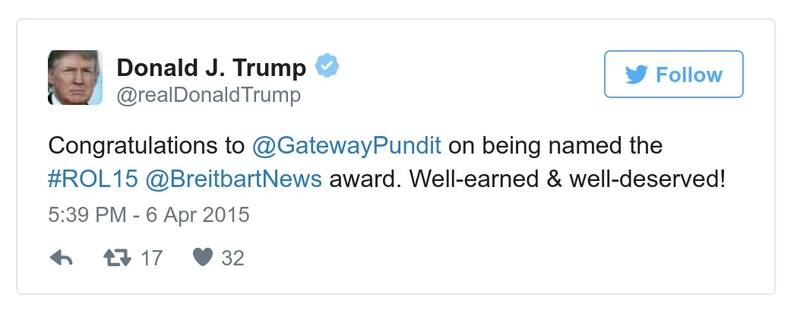 Donald J. Trump
@realDonaldTrump
Follow
Congratulations to @GatewayPundit on being named the
#ROL15 @BreitbartNews award. Well-earned & well-deserved!
5:39 PM - 6 Apr 2015
17 32